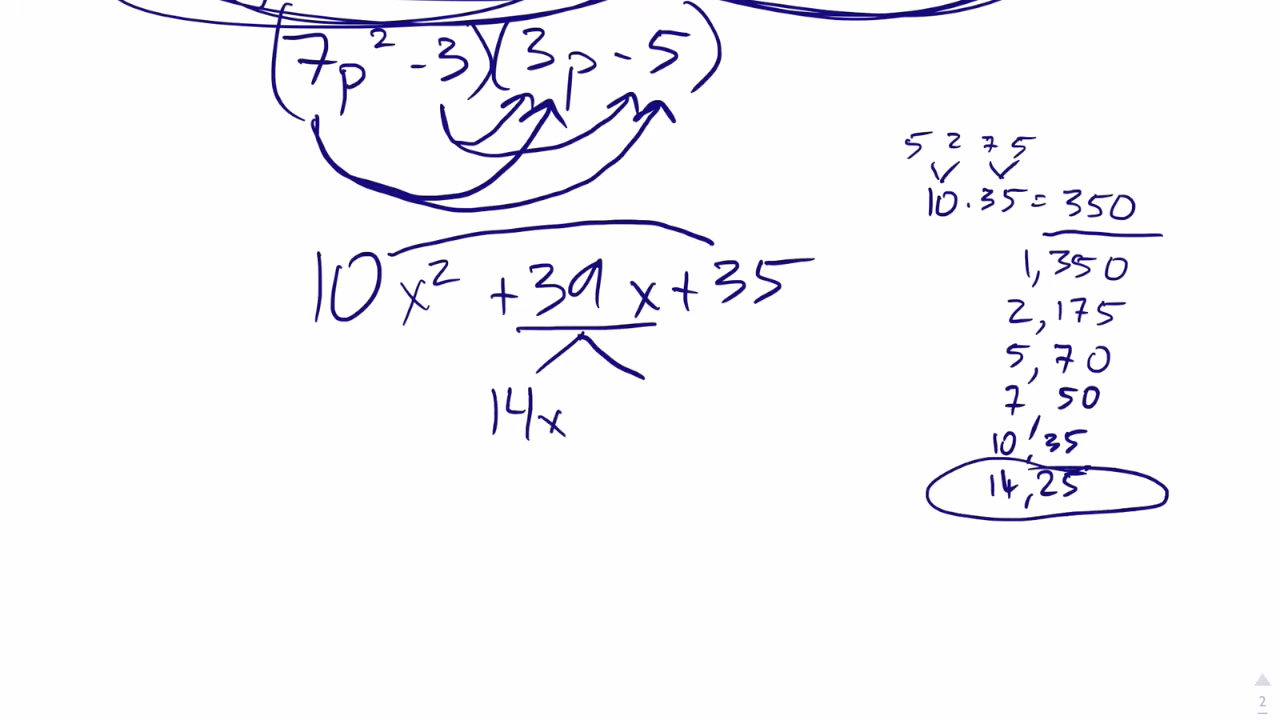 (7p² - 3)(3p - 5)
5 2 7 5
10 · 35 = 350
10x² + 39x + 35
14x
1, 350
2, 175
5, 70
7 50
10, 35
14, 25
2